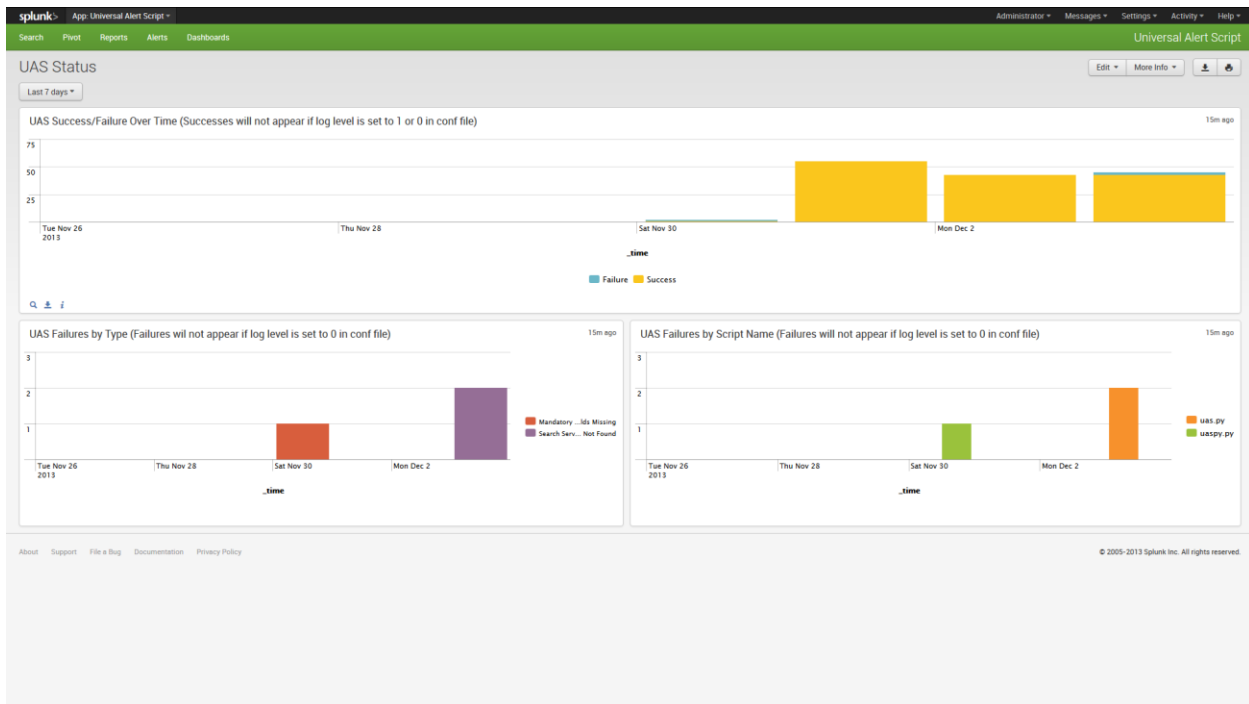 splunk> App: Universal Alert Script Administrator Messages Settings Activity Help
Search Pivot Reports Alerts Dashboards Universal Alert Script
UAS Status Edit More Info
Last 7 days
UAS Success/Failure Over Time (Successes will not appear if log level is set to 1 or 0 in conf file) 15m ago
75
50
25
Tue Nov 26 Thu Nov 28 Sat Nov 30 Mon Dec 2
2013
_time
Failure Success
i
UAS Failures by Type (Failures wil not appear if log level is set to 0 in conf file) 15m ago
3
2
1
Mandatory ...lds Missing
Search Serv... Not Found
Tue Nov 26 Thu Nov 28 Sat Nov 30 Mon Dec 2
2013
_time
UAS Failures by Script Name (Failures will not appear if log level is set to 0 in conf file) 15m ago
3
2
1
uas.py
uaspy.py
Tue Nov 26 Thu Nov 28 Sat Nov 30 Mon Dec 2
2013
_time
About Support File a Bug Documentation Privacy Policy © 2005-2013 Splunk Inc. All rights reserved.